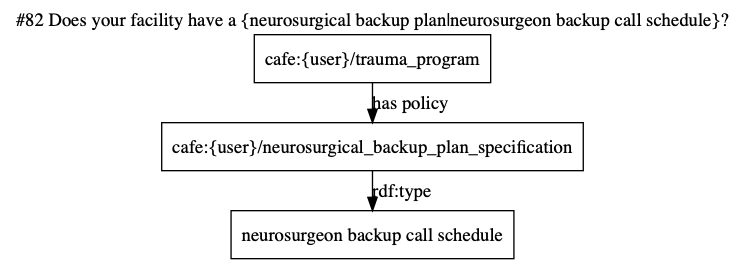 #82 Does your facility have a {neurosurgical backup plan|neurosurgeon backup call schedule}?
cafe:{user}/trauma_program
has policy
cafe:{user}/neurosurgical_backup_plan_specification
rdf:type
neurosurgeon backup call schedule